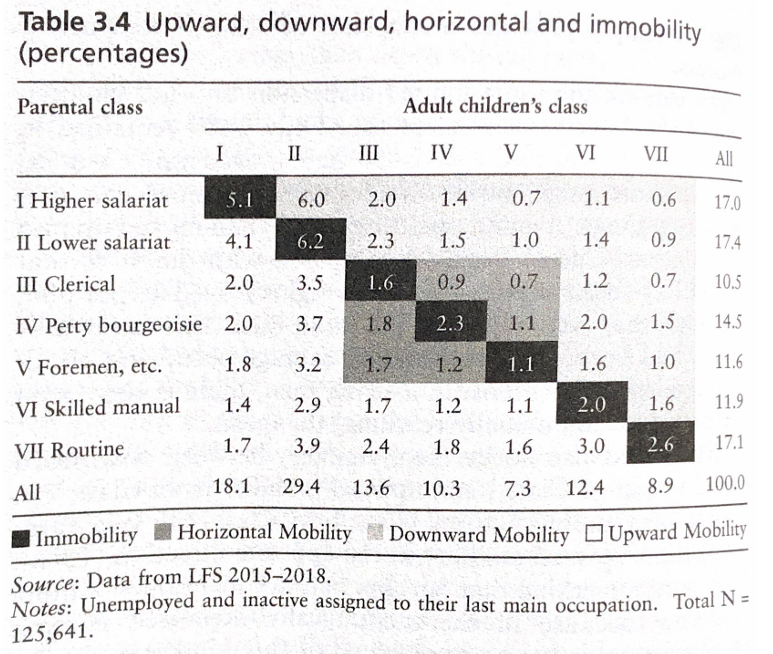 Table 3.4 Upward, downward, horizontal and immobility
(percentages)
Parental class Adult children's class
I II III IV V VI VII All
I Higher salariat 5.1 6.0 2.0 1.4 0.7 1.1 0.6 17.0
II Lower salariat 4.1 6.2 2.3 1.5 1.0 1.4 0.9 17.4
III Clerical 2.0 3.5 1.6 0.9 0.7 1.2 0.7 10.5
IV Petty bourgeoisie 2.0 3.7 1.8 2.3 1.1 2.0 1.5 14.5
V Foremen, etc. 1.8 3.2 1.7 1.2 1.1 1.6 1.0 11.6
VI Skilled manual 1.4 2.9 1.7 1.2 1.1 2.0 1.6 11.9
VII Routine 1.7 3.9 2.4 1.8 1.6 3.0 2.6 17.1
All 18.1 29.4 13.6 10.3 7.3 12.4 8.9 100.0
Immobility Horizontal Mobility Downward Mobility Upward Mobility
Source: Data from LFS 2015–2018.
Notes: Unemployed and inactive assigned to their last main occupation. Total N =
125,641.